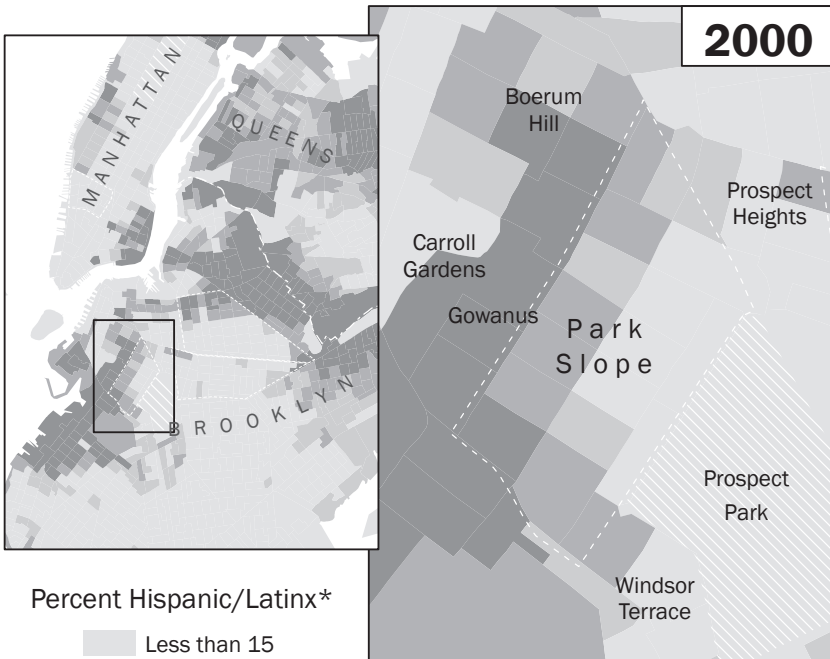 2000
MANHATTAN
QUEENS
BROOKLYN
Boerum
Hill
Prospect
Heights
Carroll
Gardens
Gowanus
Park
Slope
Prospect
Park
Windsor
Terrace
Percent Hispanic/Latinx*
Less than 15